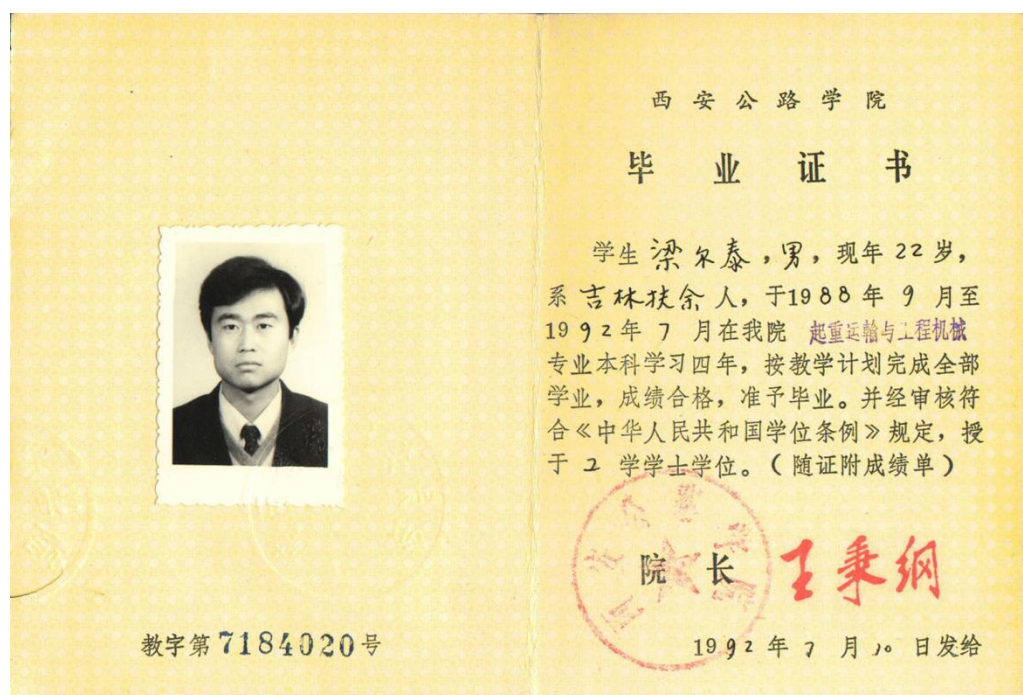 西安公路学院
毕业证书
学生梁尔泰，男，现年22岁，
系吉林扶余人，于1988年9月至
1992年7月在我院 起重运输与工程机械
专业本科学习四年，按教学计划完成全部
学业，成绩合格，准予毕业。并经审核符
合《中华人民共和国学位条例》规定，授
于工学学士学位。（随证附成绩单）
院长 王秉纲
1992年7月10日发给
教字第7184020号